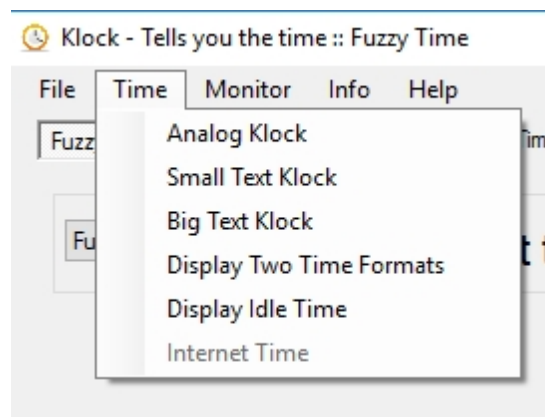 Klock - Tells you the time :: Fuzzy Time
File Time Monitor Info Help
Analog Klock
Small Text Klock
Big Text Klock
Display Two Time Formats
Display Idle Time
Internet Time